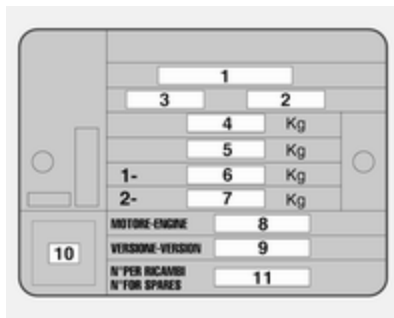 1
3 2
4 Kg
5 Kg
1- 6 Kg
2- 7 Kg
MOTORE-ENGINE 8
VERSIONE-VERSION 9
10
N°PER RICAMBI
N°FOR SPARES
11